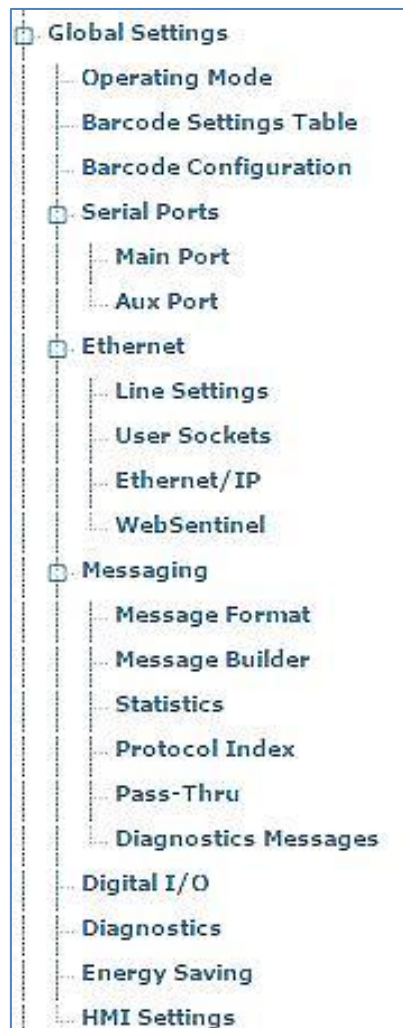 Global Settings
Operating Mode
Barcode Settings Table
Barcode Configuration
Serial Ports
Main Port
Aux Port
Ethernet
Line Settings
User Sockets
Ethernet/IP
WebSentinel
Messaging
Message Format
Message Builder
Statistics
Protocol Index
Pass-Thru
Diagnostics Messages
Digital I/O
Diagnostics
Energy Saving
HMI Settings